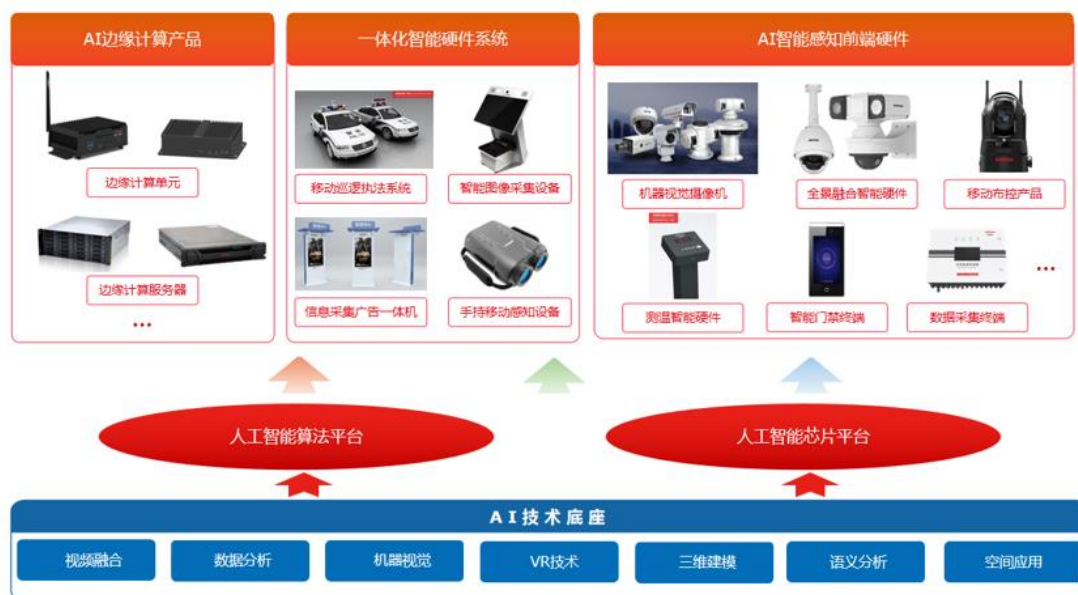 AI边缘计算产品
一体化智能硬件系统
AI智能感知前端硬件
边缘计算单元
移动巡逻执法系统
智能图像采集设备
机器视觉摄像机
全景融合智能硬件
移动布控产品
边缘计算服务器
信息采集广告一体机
手持移动感知设备
测温智能硬件
智能门禁终端
数据采集终端
...
...
人工智能算法平台
人工智能芯片平台
AI技术底座
视频融合
数据分析
机器视觉
VR技术
三维建模
语义分析
空间应用